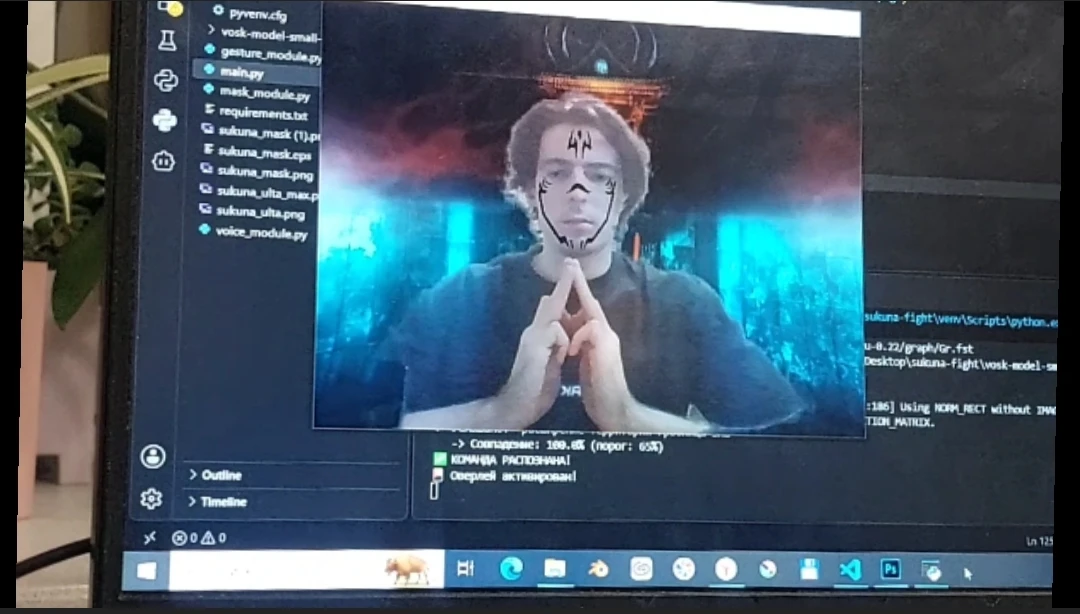 pyvenv.cfg
vosk-model-small-
gesture_module.py
main.py
mask_module.py
requirements.txt
sukuna_mask (1).p
sukuna_mask.eps
sukuna_mask.png
sukuna_ulta_max.p
sukuna_ulta.png
voice_module.py
sukuna-fight\venv\Scripts\python.e
u-0.22/graph/Gr.fst
Desktop\sukuna-fight\vosk-model-sm
:186] Using NORM_RECT without IMA
TION_MATRIX.
-> Совпадение: 100.0% (порог: 65%)
КОМАНДА РАСПОЗНАНА!
Оверлей активирован!
Outline
Timeline
0 0
Ln 125
Ps